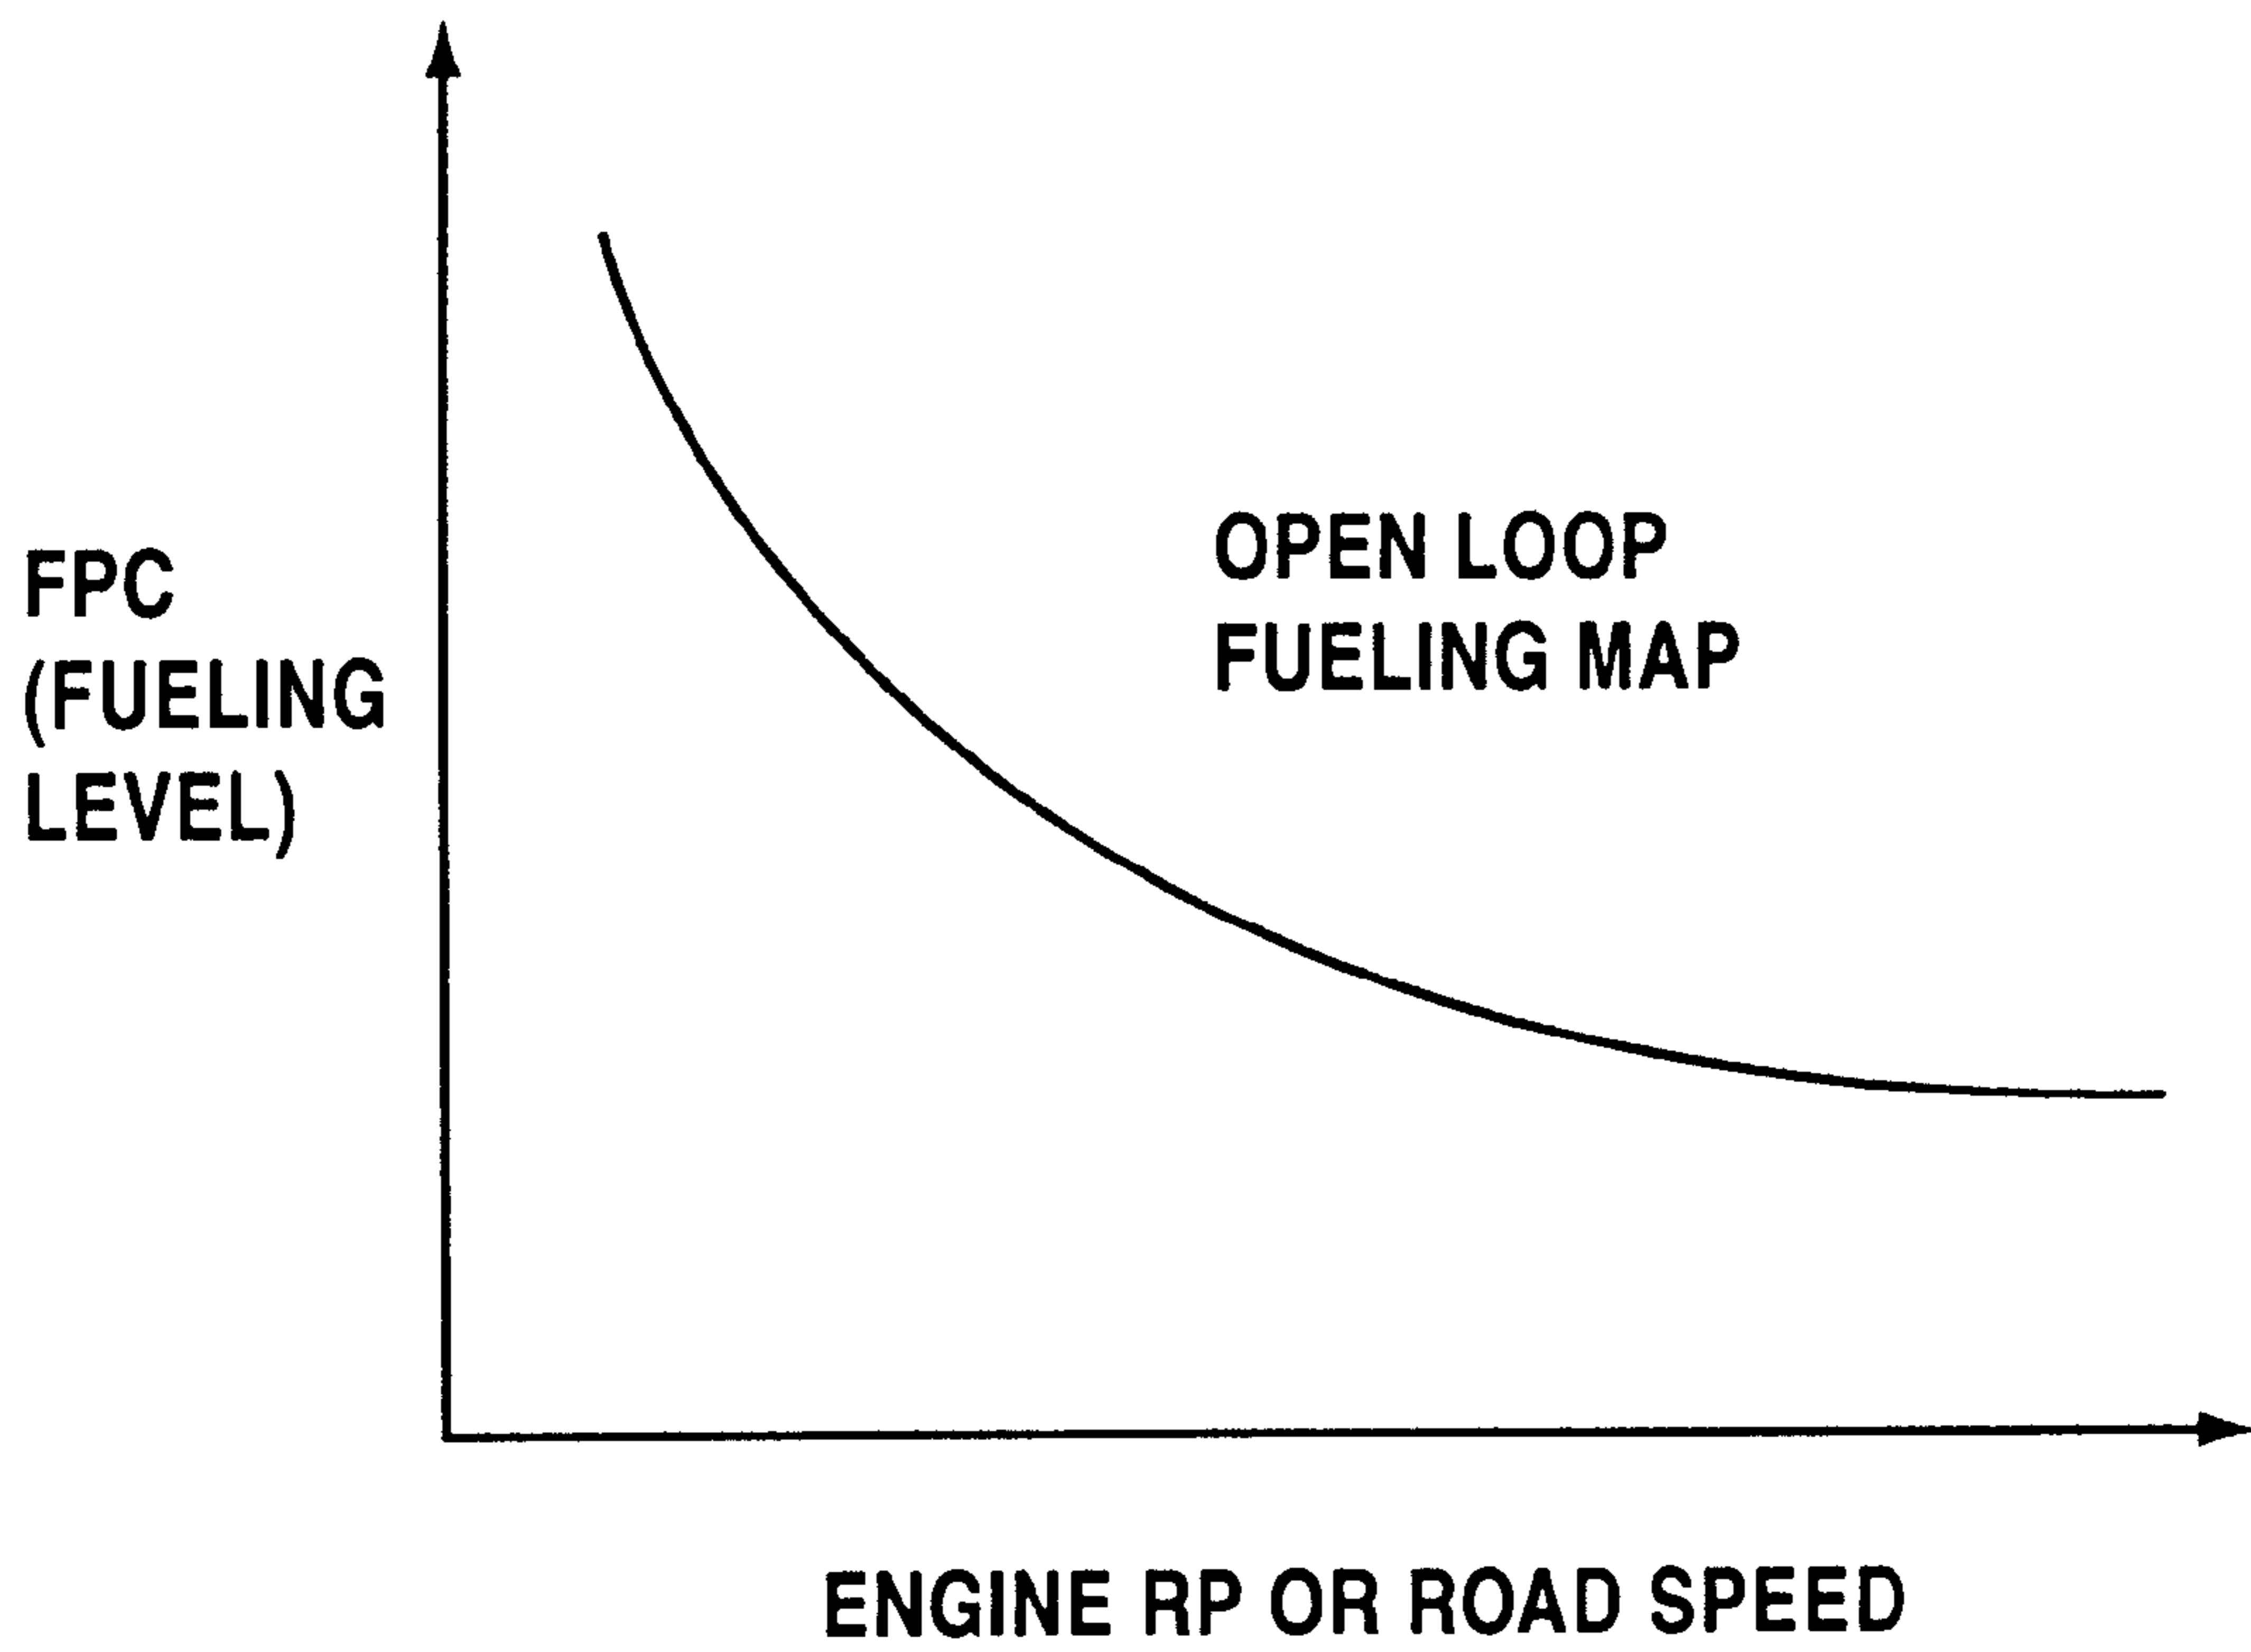 FPC
(FUELING
LEVEL)
OPEN LOOP
FUELING MAP
ENGINE RP OR ROAD SPEED